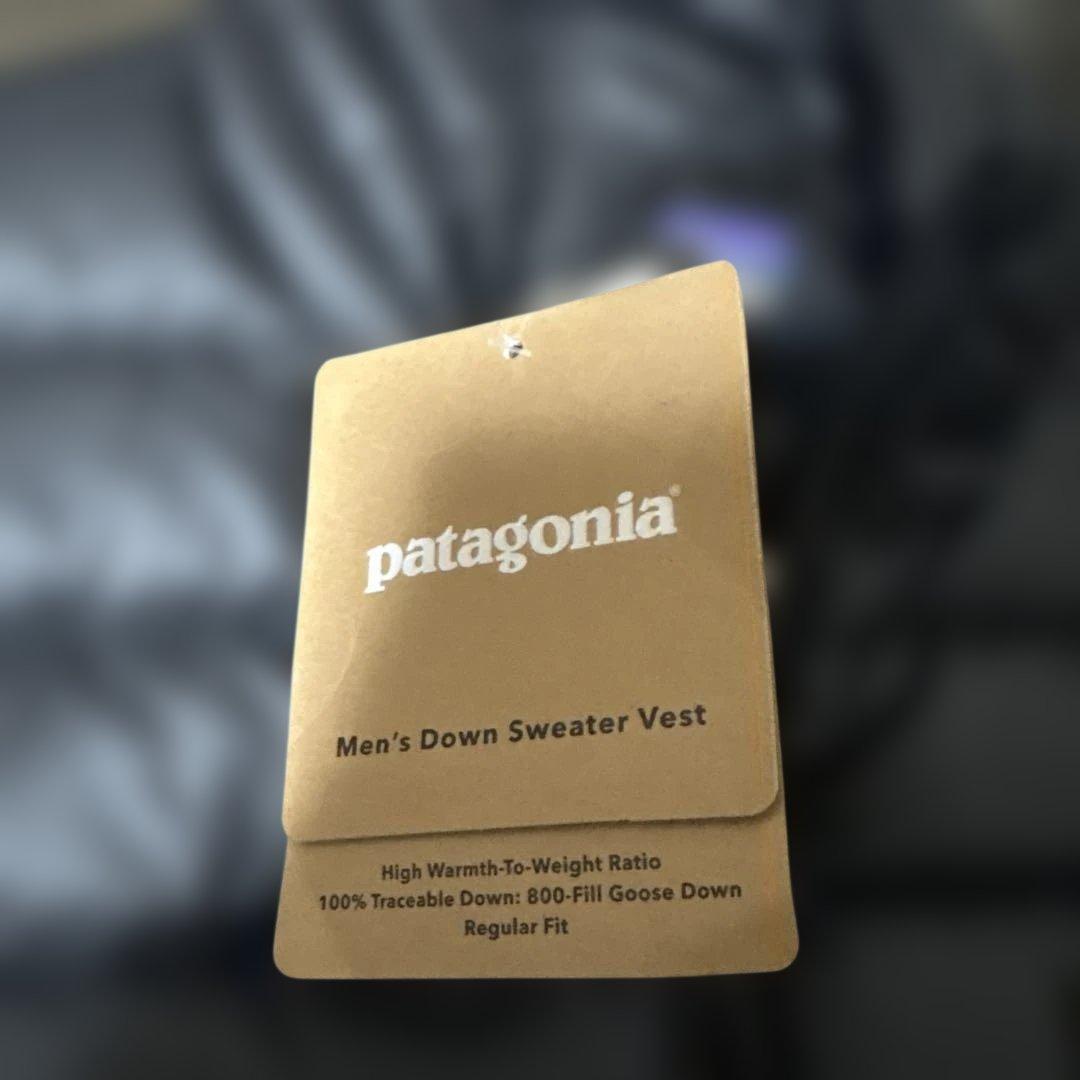 patagonia®
Men's Down Sweater Vest
High Warmth-To-Weight Ratio
100% Traceable Down: 800-Fill Goose Down
Regular Fit